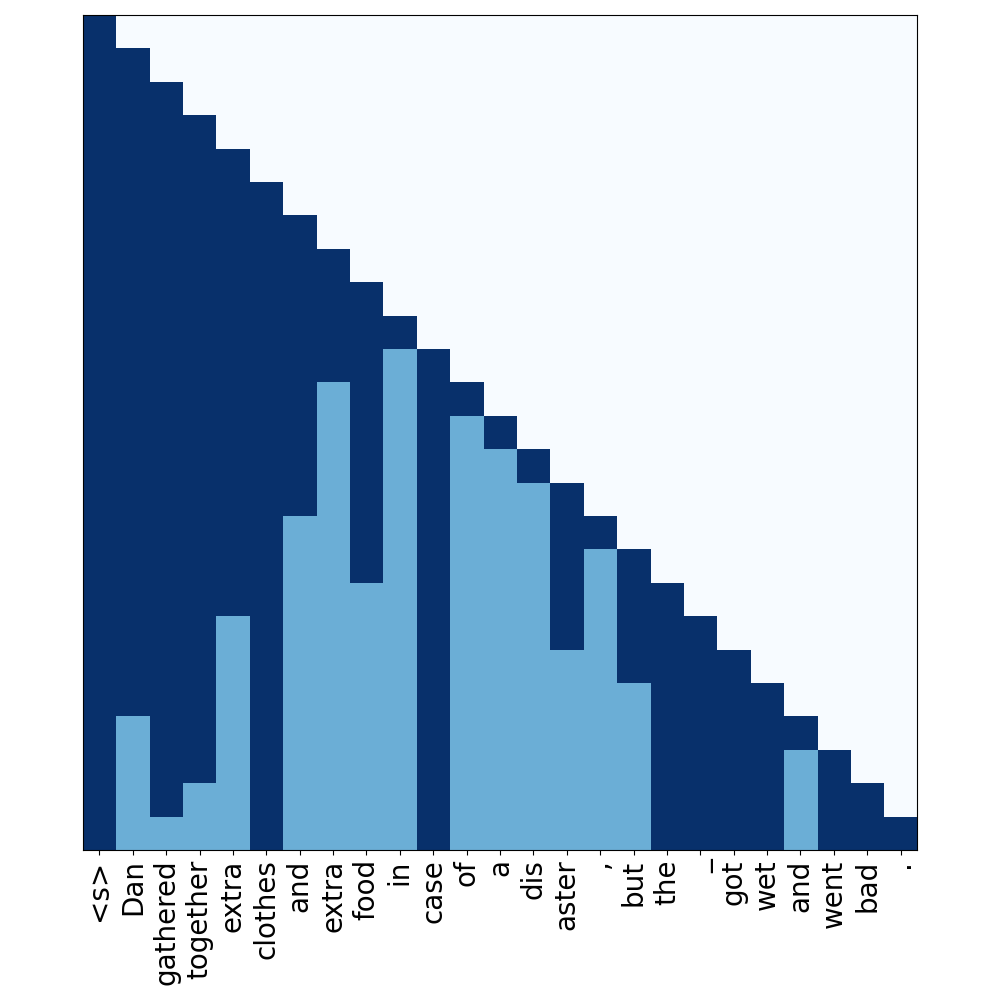 <s> Dan gathered together extra clothes and extra food in case of a dis aster , but the _ got wet and went bad .